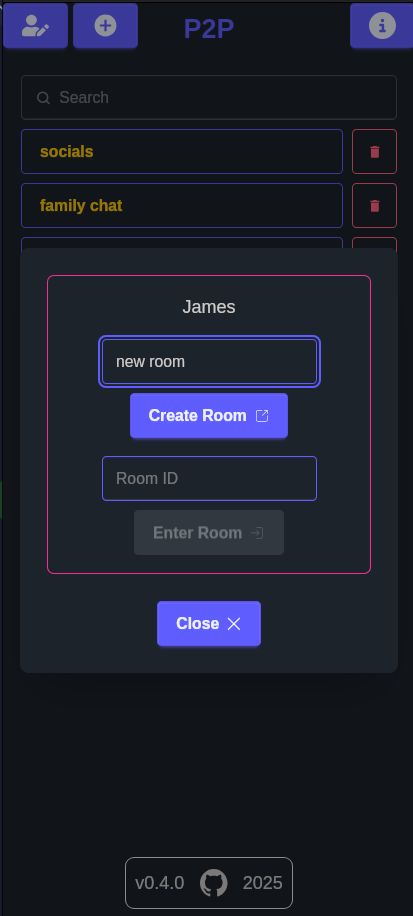 P2P
Search
socials
family chat
James
new room
Create Room
Room ID
Enter Room
Close
v0.4.0 2025